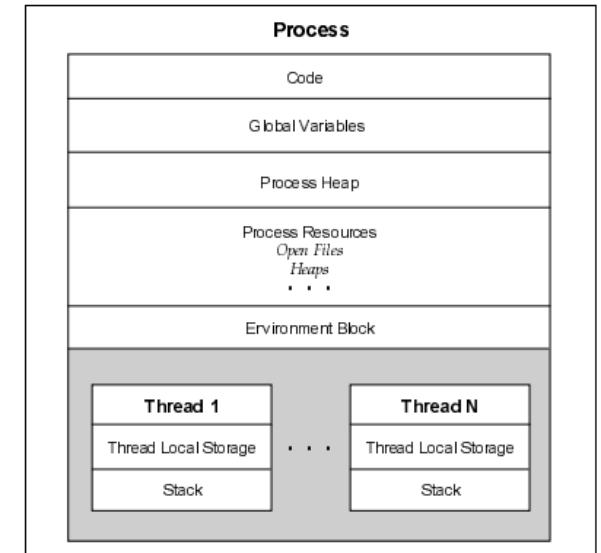 Process
Code
Global Variables
Process Heap
Process Resources
Open Files
Heaps
. . .
Environment Block
Thread 1
Thread N
Thread Local Storage
. . .
Thread Local Storage
Stack
Stack